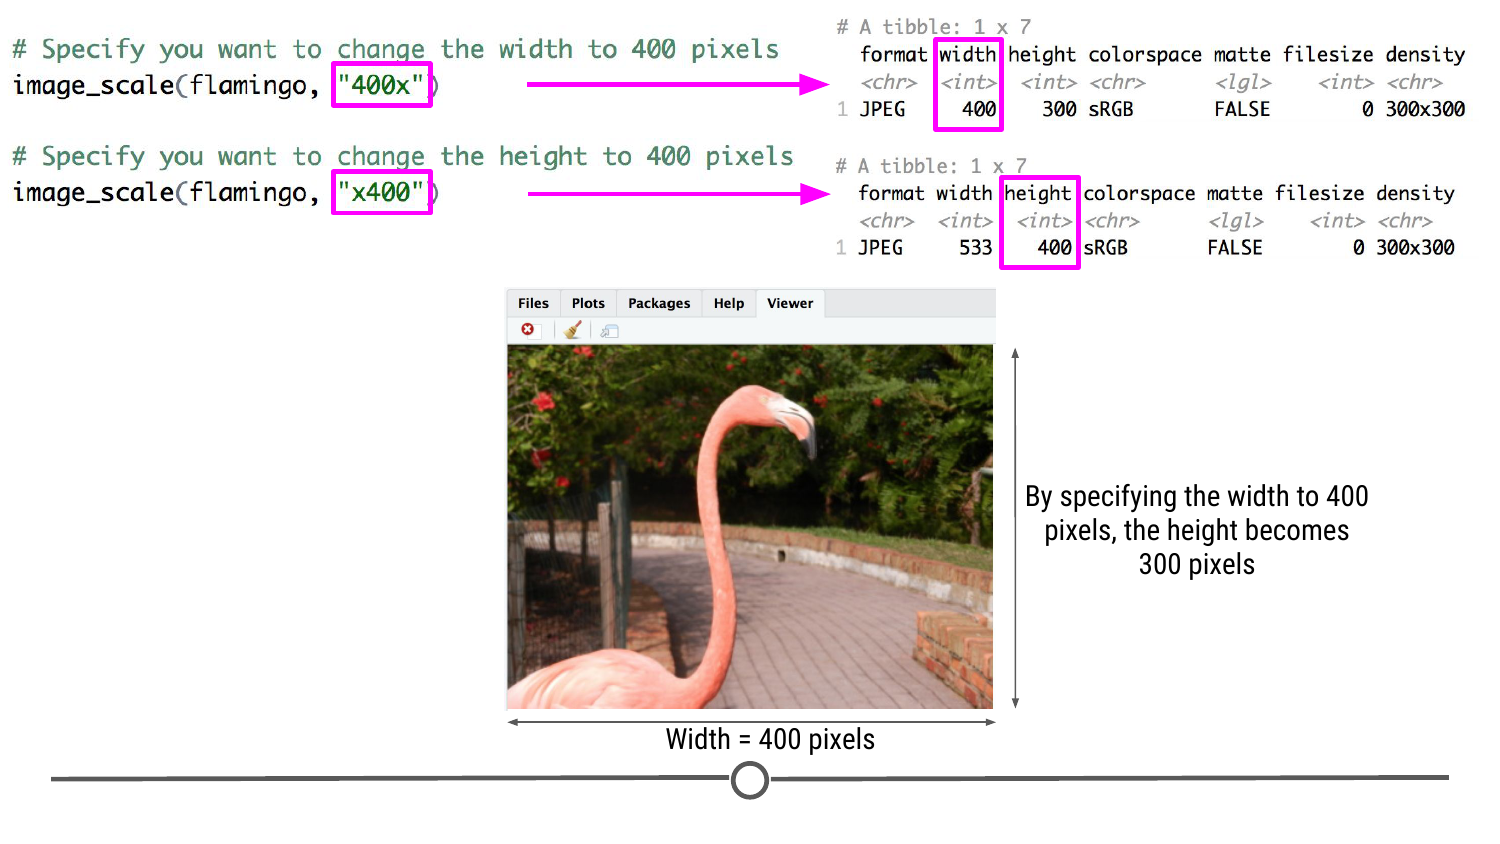 # Specify you want to change the width to 400 pixels
image_scale(flamingo, "400x")
# A tibble: 1 x 7
format width height colorspace matte filesize density
<chr> <int> <int> <chr> <lgl> <int> <chr>
1 JPEG 400 300 sRGB FALSE 0 300x300
# Specify you want to change the height to 400 pixels
image_scale(flamingo, "x400")
# A tibble: 1 x 7
format width height colorspace matte filesize density
<chr> <int> <int> <chr> <lgl> <int> <chr>
1 JPEG 533 400 sRGB FALSE 0 300x300
Files Plots Packages Help Viewer
By specifying the width to 400
pixels, the height becomes
300 pixels
Width = 400 pixels